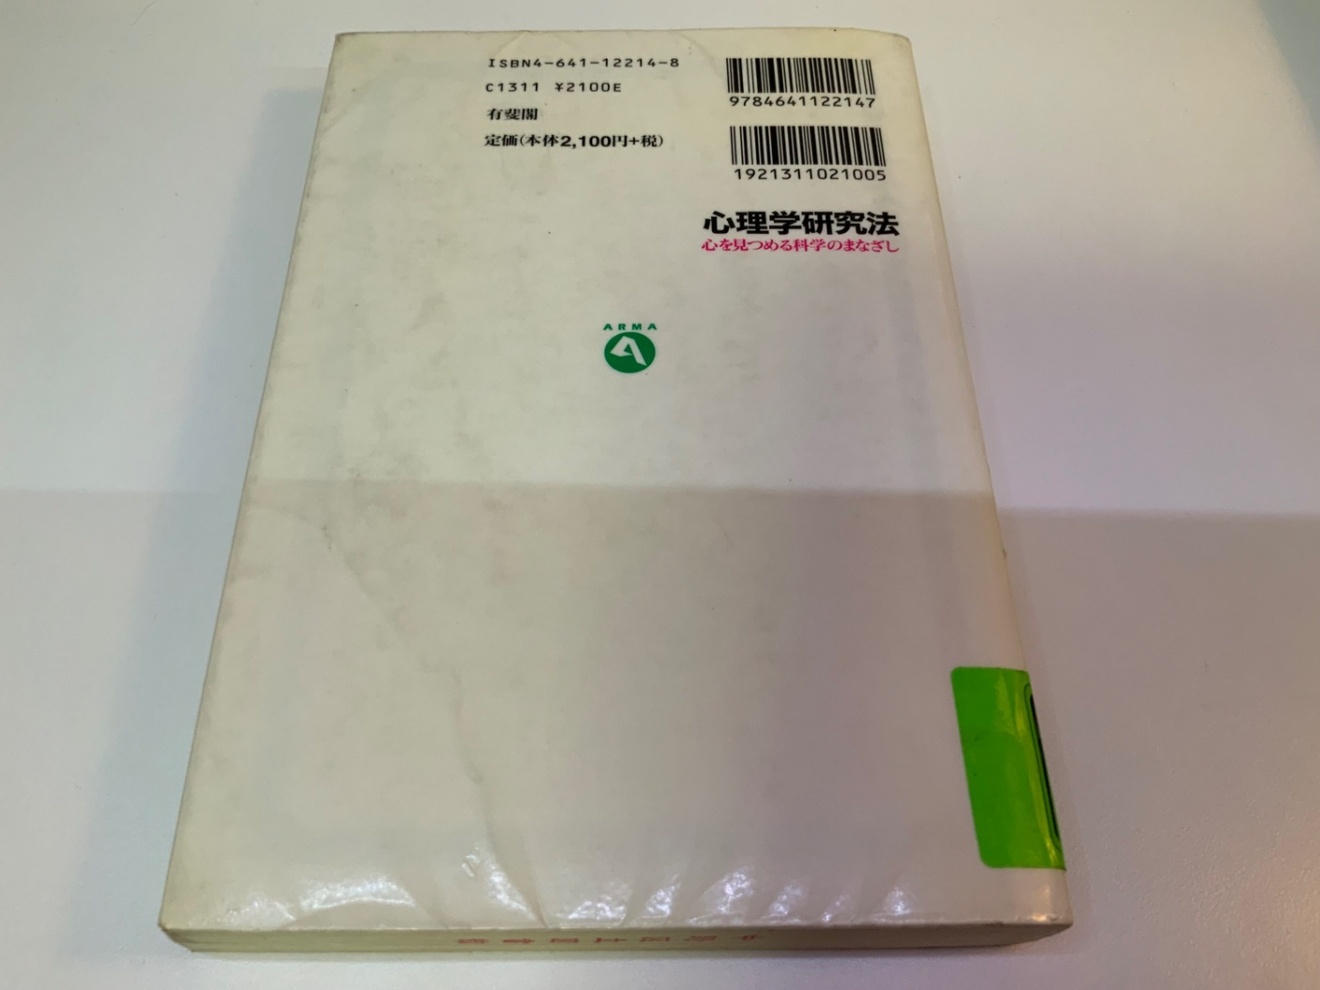 ISBN4-641-12214-8
C1311 ¥2100E
有斐閣
定価(本体2,100円+税)
9784641122147
1921311021005
心理学研究法
心を見つめる科学のまなざし
ARMA